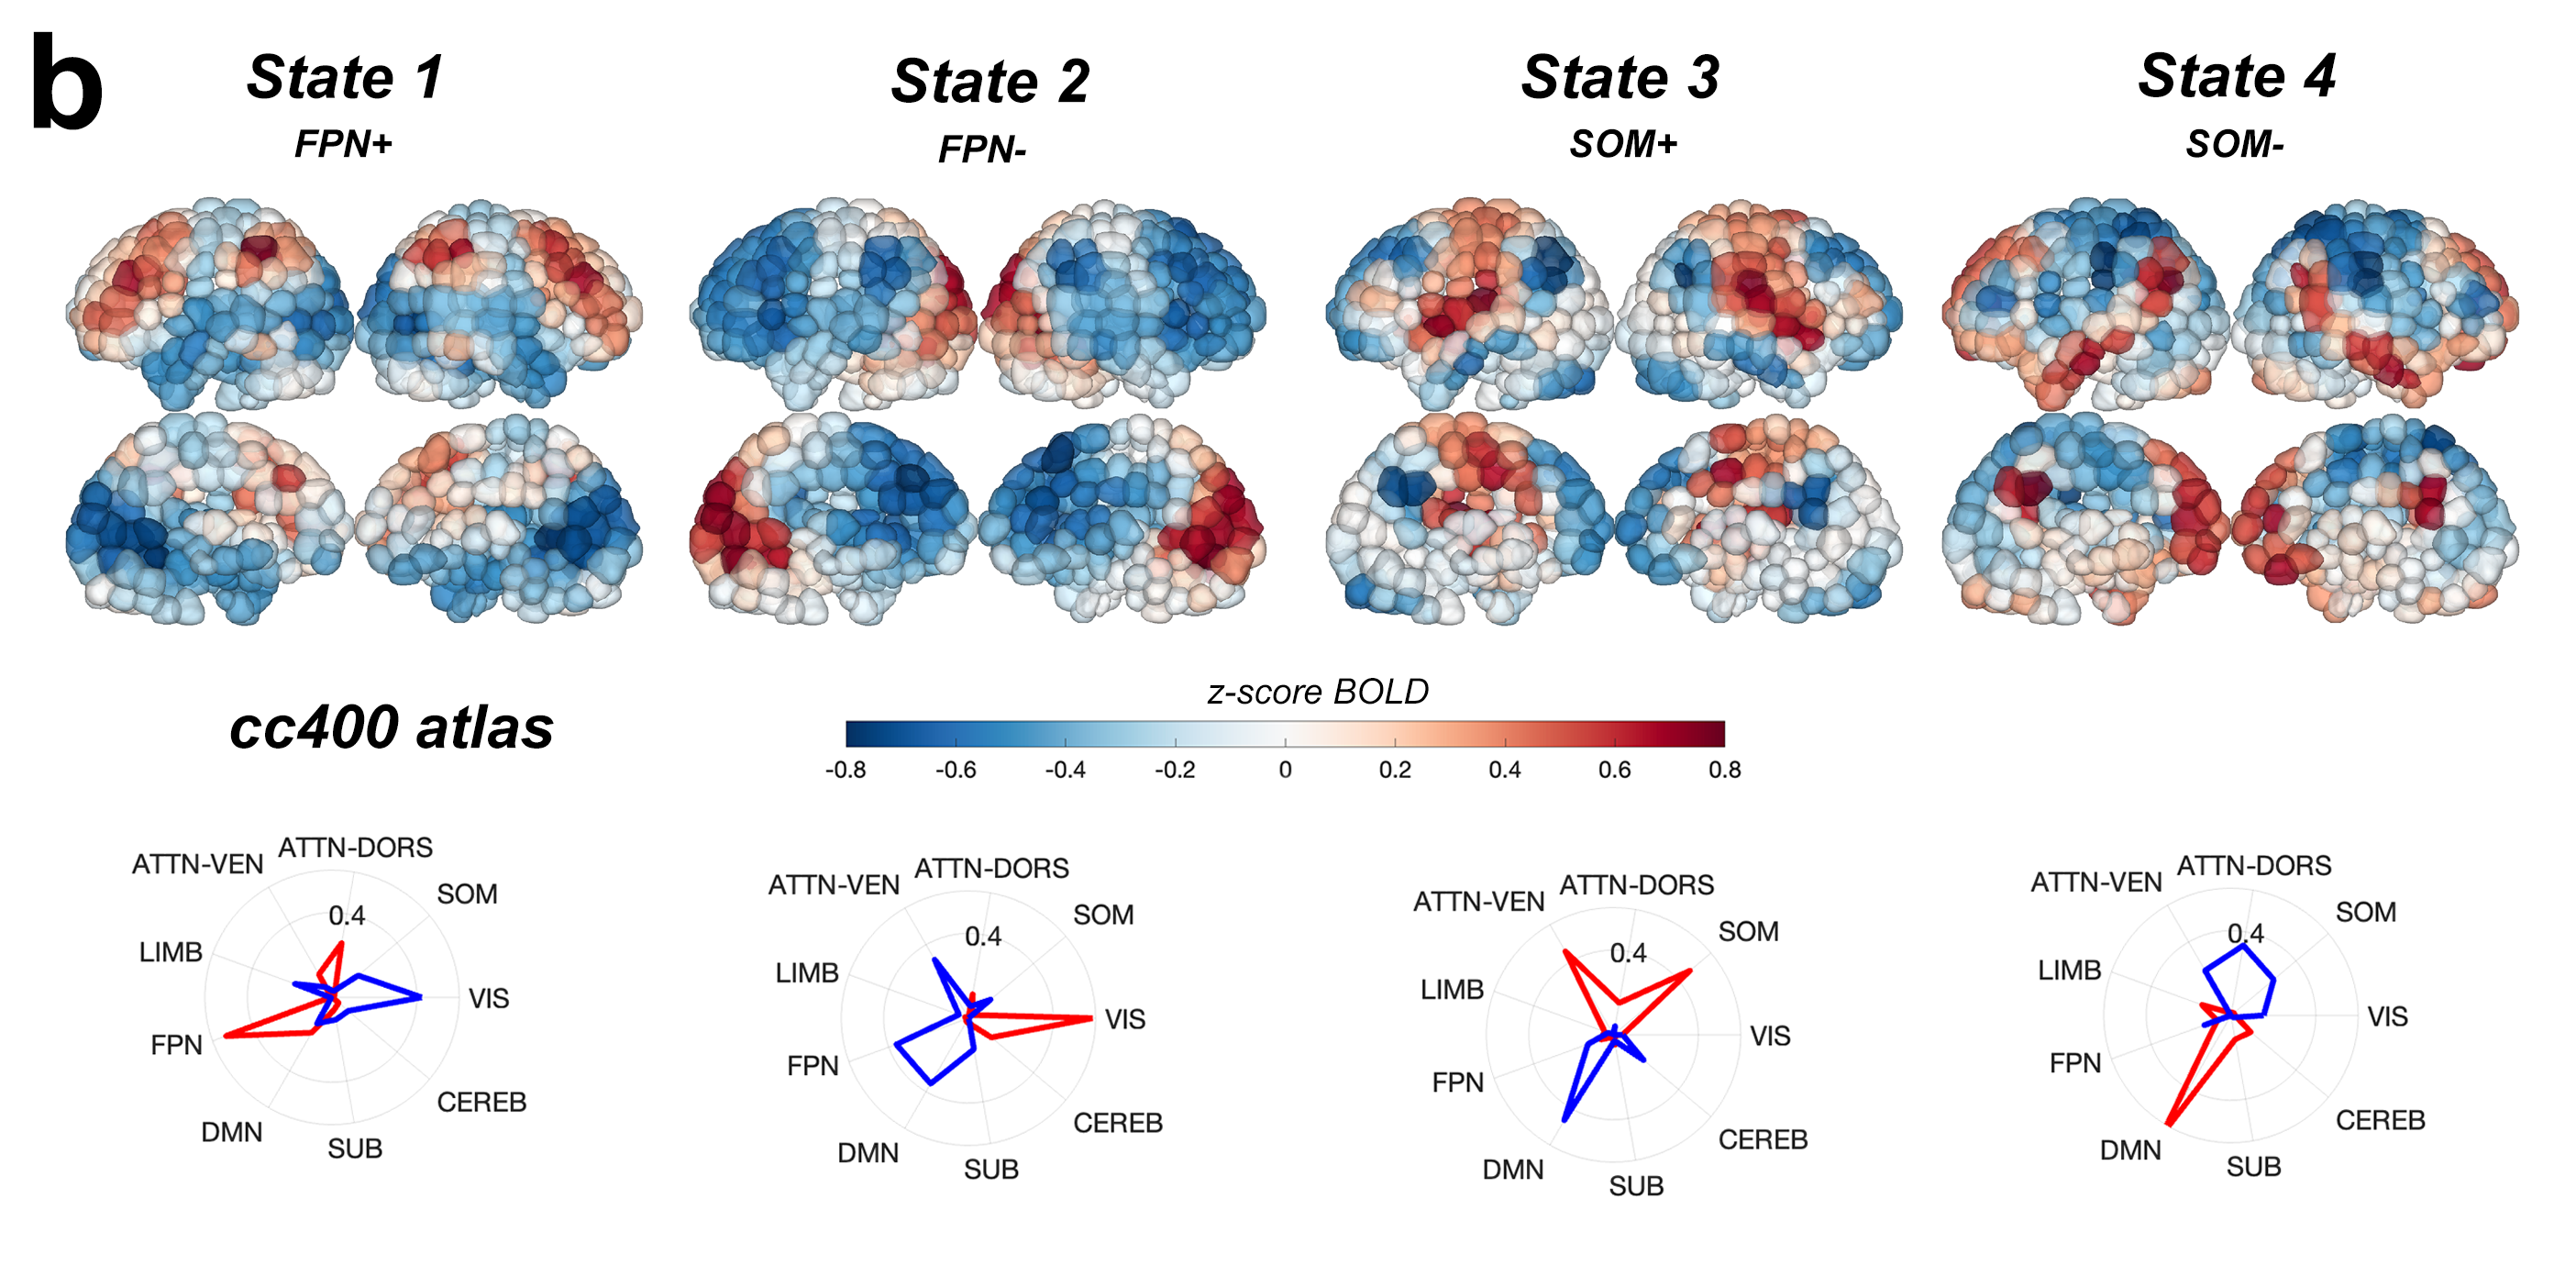 b
State 1
FPN+
State 2
FPN-
State 3
SOM+
State 4
SOM-
cc400 atlas
z-score BOLD
-0.8 -0.6 -0.4 -0.2 0 0.2 0.4 0.6 0.8
ATTN-DORS
ATTN-VEN
SOM
0.4
LIMB
VIS
FPN
CEREB
DMN
SUB
ATTN-DORS
ATTN-VEN
SOM
0.4
LIMB
VIS
FPN
CEREB
DMN
SUB
ATTN-DORS
ATTN-VEN
SOM
0.4
LIMB
VIS
FPN
CEREB
DMN
SUB
ATTN-DORS
ATTN-VEN
SOM
0.4
LIMB
VIS
FPN
CEREB
DMN
SUB